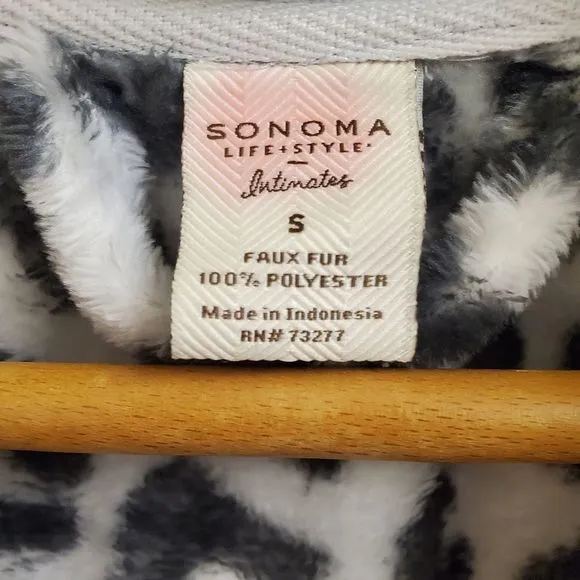 SONOMA
LIFE+STYLE
Intimates
S
FAUX FUR
100% POLYESTER
Made in Indonesia
RN# 73277